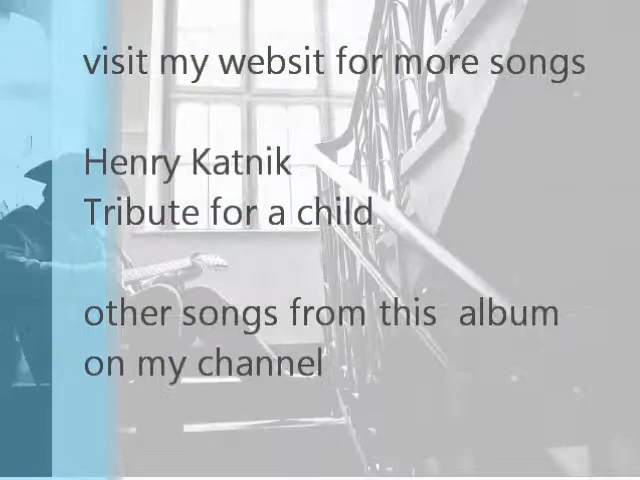 visit my websit for more songs
Henry Katnik
Tribute for a child
other songs from this album
on my channel